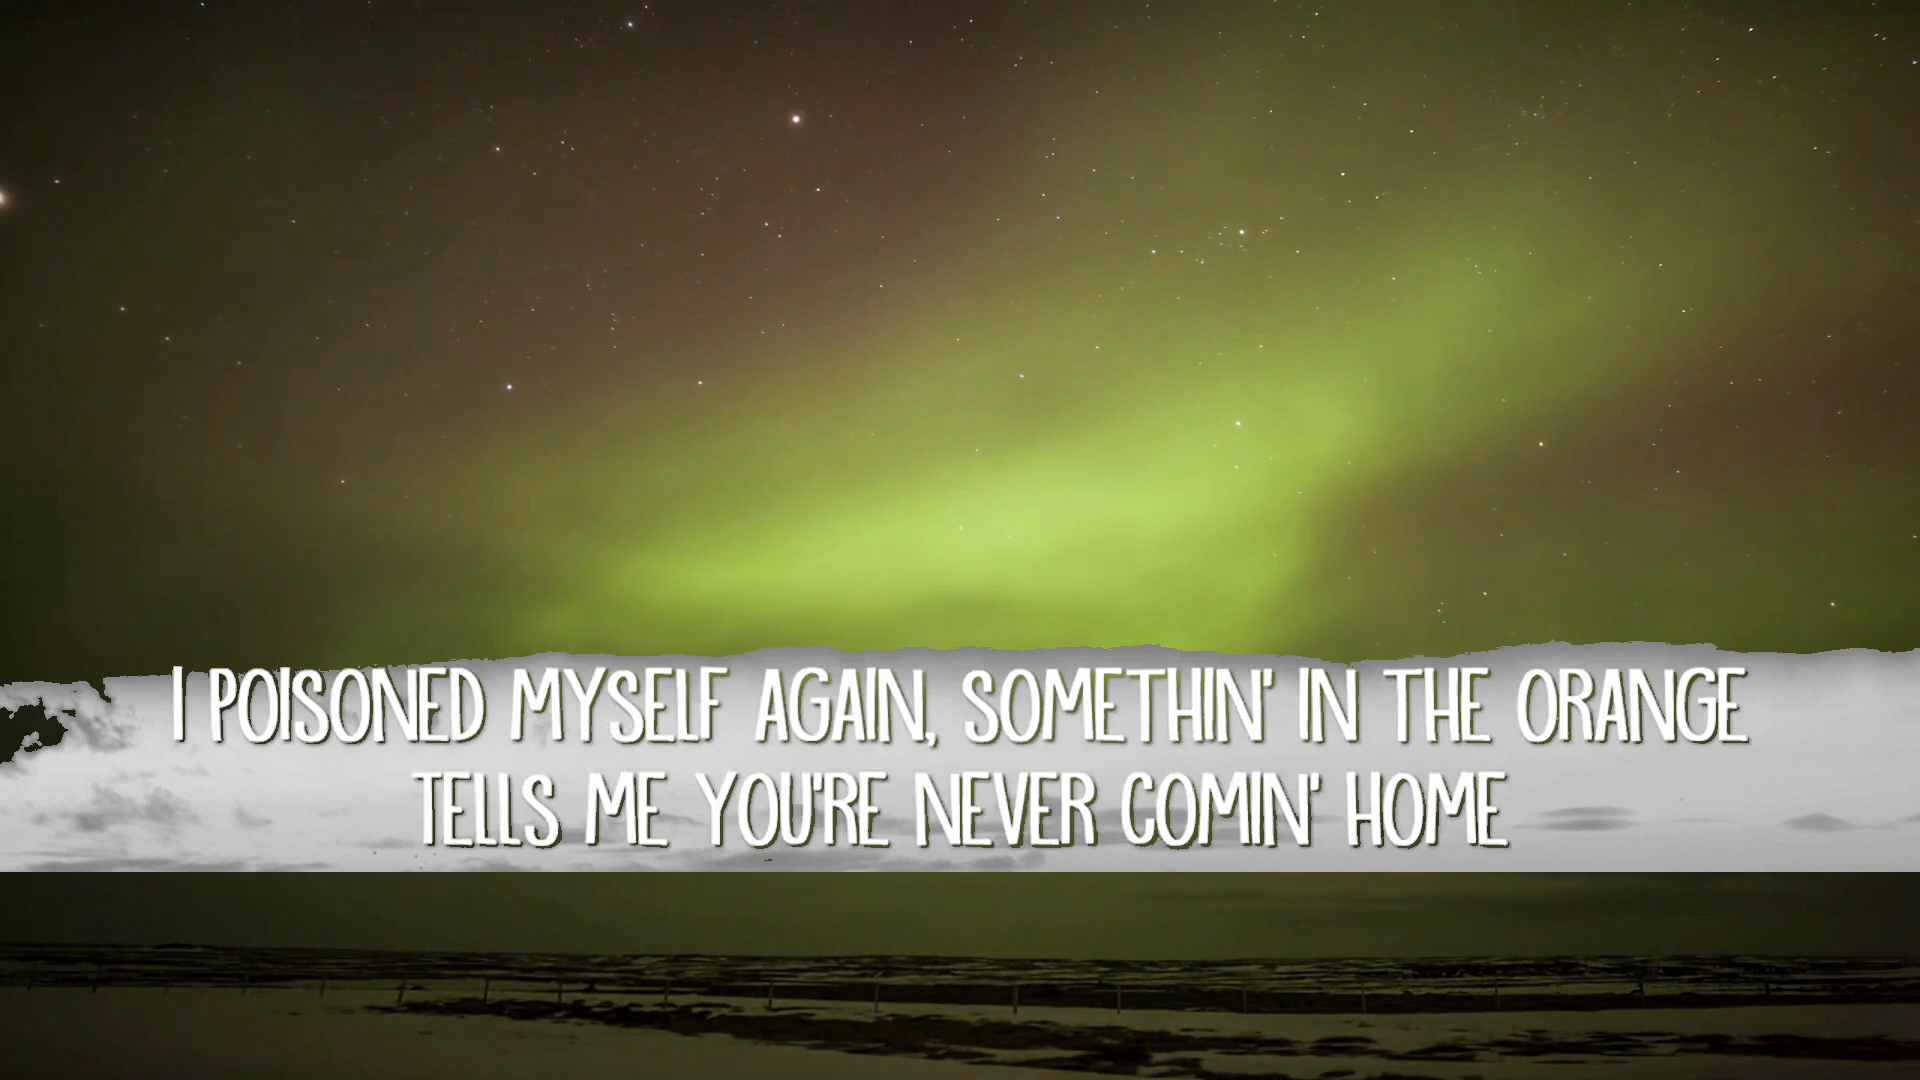 I POISONED MYSELF AGAIN, SOMETHIN' IN THE ORANGE
TELLS ME YOU'RE NEVER COMIN' HOME